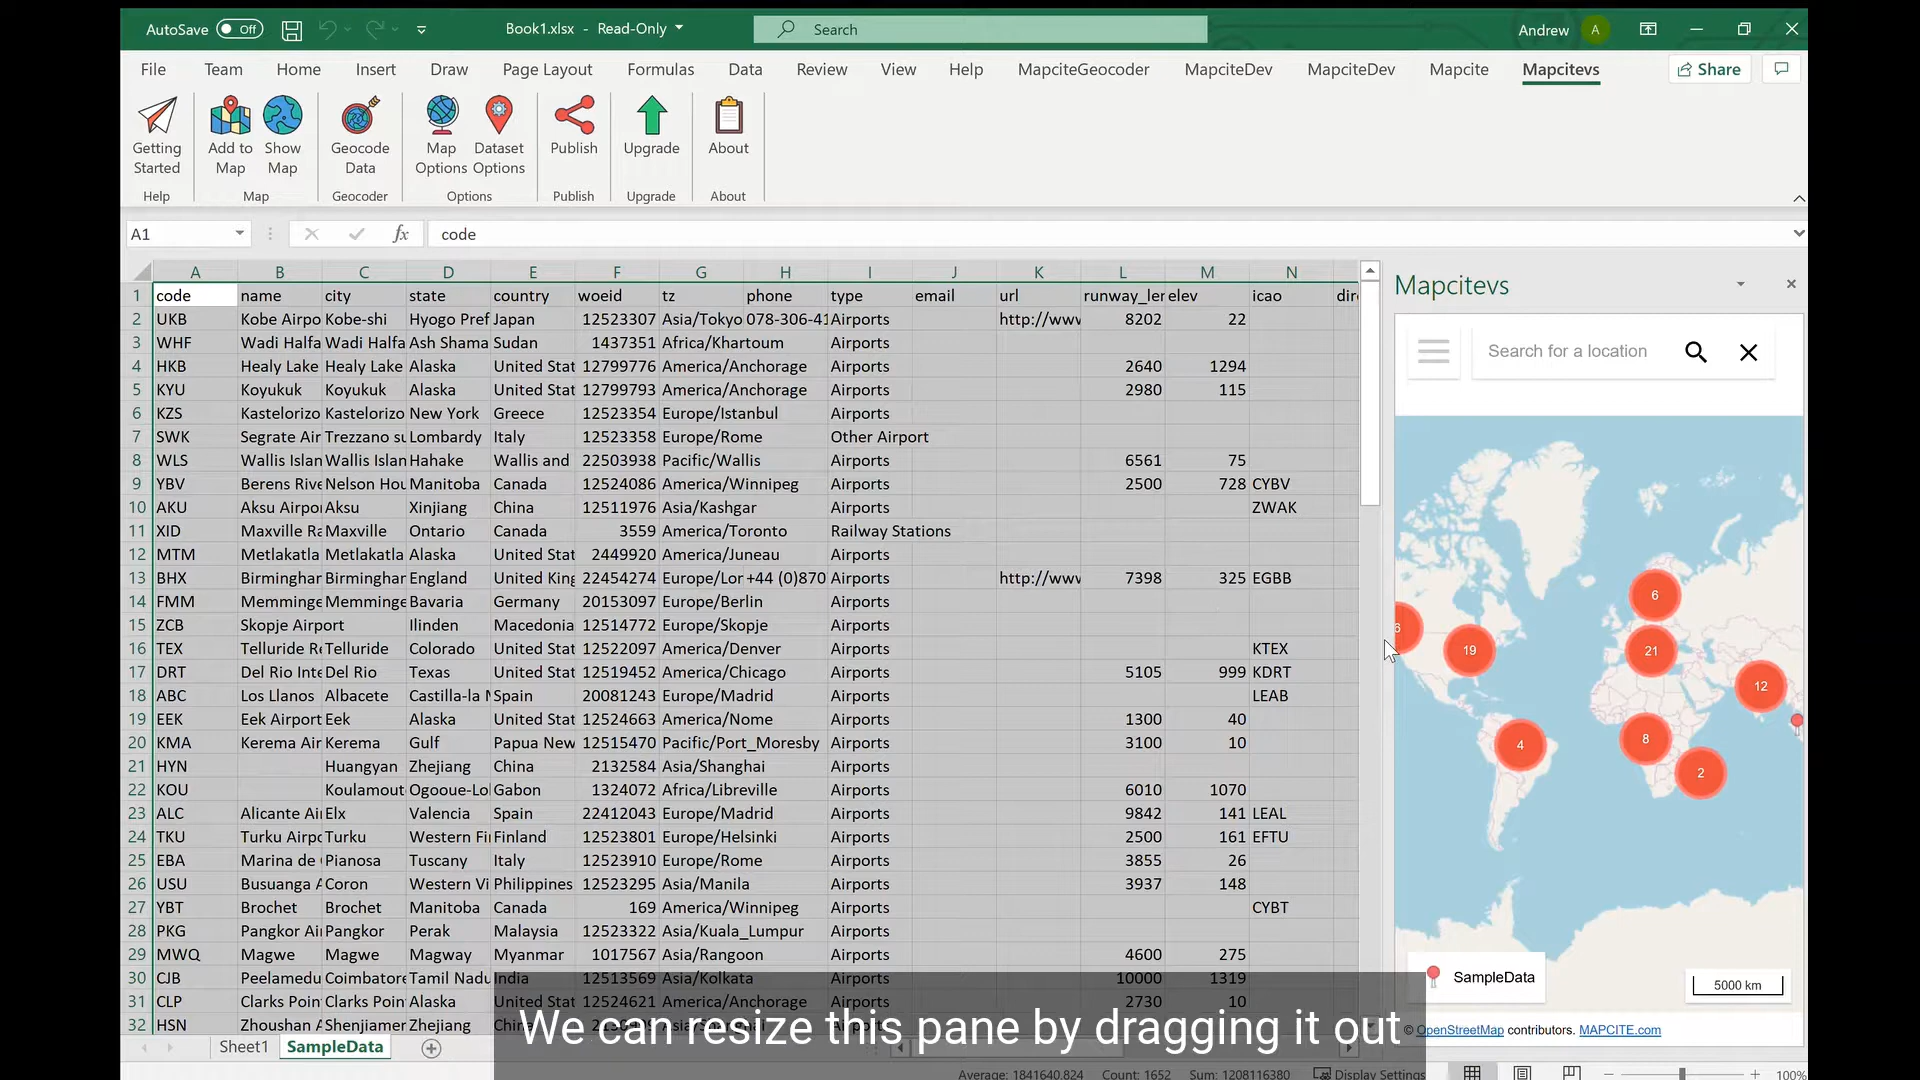 AutoSave Off Book1.xlsx - Read-Only Search Andrew A
File Team Home Insert Draw Page Layout Formulas Data Review View Help MapciteGeocoder MapciteDev MapciteDev Mapcite Mapcitevs Share
Getting Started Add to Map Show Map Geocode Data Map Options Dataset Options Publish Upgrade About
Help Map Geocoder Options Publish Upgrade About
A1 fx code
A B C D E F G H I J K L M N
1 code name city state country woeid tz phone type email url runway_ler elev icao dire
2 UKB Kobe Airpo Kobe-shi Hyogo Pref Japan 12523307 Asia/Tokyo 078-306-41 Airports http://www 8202 22
3 WHF Wadi Halfa Wadi Halfa Ash Shama Sudan 1437351 Africa/Khartoum Airports
4 HKB Healy Lake Healy Lake Alaska United Stat 12799776 America/Anchorage Airports 2640 1294
5 KYU Koyukuk Koyukuk Alaska United Stat 12799793 America/Anchorage Airports 2980 115
6 KZS Kastelorizo Kastelorizo New York Greece 12523354 Europe/Istanbul Airports
7 SWK Segrate Air Trezzano su Lombardy Italy 12523358 Europe/Rome Other Airport
8 WLS Wallis Islan Wallis Islan Hahake Wallis and 22503938 Pacific/Wallis Airports 6561 75
9 YBV Berens Rive Nelson Hou Manitoba Canada 12524086 America/Winnipeg Airports 2500 728 CYBV
10 AKU Aksu Airpor Aksu Xinjiang China 12511976 Asia/Kashgar Airports ZWAK
11 XID Maxville Ra Maxville Ontario Canada 3559 America/Toronto Railway Stations
12 MTM Metlakatla Metlakatla Alaska United Stat 2449920 America/Juneau Airports
13 BHX Birminghar Birminghar England United King 22454274 Europe/Lor +44 (0)870 Airports http://www 7398 325 EGBB
14 FMM Memminge Memminge Bavaria Germany 20153097 Europe/Berlin Airports
15 ZCB Skopje Airport Ilinden Macedonia 12514772 Europe/Skopje Airports
16 TEX Telluride Re Telluride Colorado United Stat 12522097 America/Denver Airports KTEX
17 DRT Del Rio Inte Del Rio Texas United Stat 12519452 America/Chicago Airports 5105 999 KDRT
18 ABC Los Llanos Albacete Castilla-la M Spain 20081243 Europe/Madrid Airports LEAB
19 EEK Eek Airport Eek Alaska United Stat 12524663 America/Nome Airports 1300 40
20 KMA Kerema Air Kerema Gulf Papua New 12515470 Pacific/Port_Moresby Airports 3100 10
21 HYN Huangyan Zhejiang China 2132584 Asia/Shanghai Airports
22 KOU Koulamout Ogooue-Lo Gabon 1324072 Africa/Libreville Airports 6010 1070
23 ALC Alicante Air Elx Valencia Spain 22412043 Europe/Madrid Airports 9842 141 LEAL
24 TKU Turku Airpo Turku Western Fi Finland 12523801 Europe/Helsinki Airports 2500 161 EFTU
25 EBA Marina de Pianosa Tuscany Italy 12523910 Europe/Rome Airports 3855 26
26 USU Busuanga A Coron Western Vi Philippines 12523295 Asia/Manila Airports 3937 148
27 YBT Brochet Brochet Manitoba Canada 169 America/Winnipeg Airports CYBT
28 PKG Pangkor Air Pangkor Perak Malaysia 12523322 Asia/Kuala_Lumpur Airports
29 MWQ Magwe Magwe Magway Myanmar 1017567 Asia/Rangoon Airports 4600 275
30 CJB Peelamedu Coimbatore Tamil Nadu India 12513569 Asia/Kolkata Airports 10000 1319
31 CLP Clarks Poin Clarks Poin Alaska United Stat 12524621 America/Anchorage Airports 2730 10
32 HSN Zhoushan A Shenjiamer Zhejiang
Mapcitevs
Search for a location
6
6
19
21
12
4
8
2
SampleData
5000 km
© OpenStreetMap contributors. MAPCITE.com
We can resize this pane by dragging it out
Sheet1 SampleData
Average: 1841640.824 Count: 1652 Sum: 1208116380 Display Settings 100%